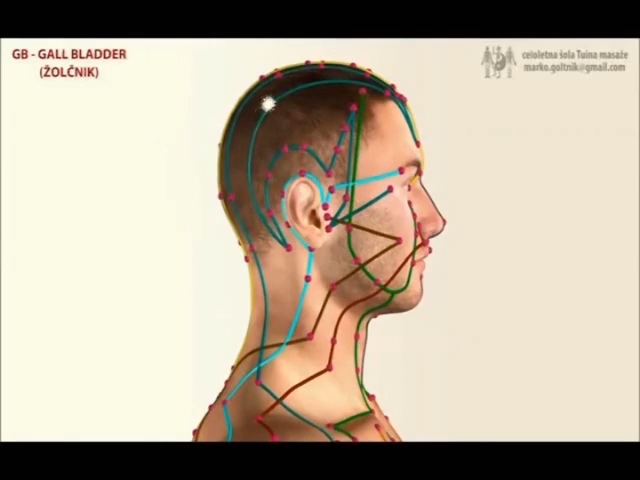 GB - GALL BLADDER
(ŽOLČNIK)
celoletna šola Tuina masaže
marko.goltnik@gmail.com